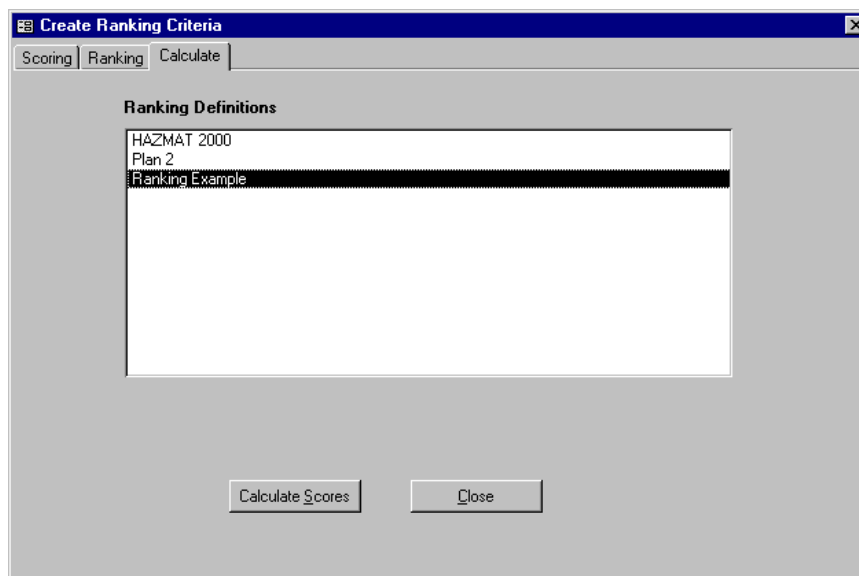 Create Ranking Criteria
Scoring Ranking Calculate
Ranking Definitions
HAZMAT 2000
Plan 2
Ranking Example
Calculate Scores Close